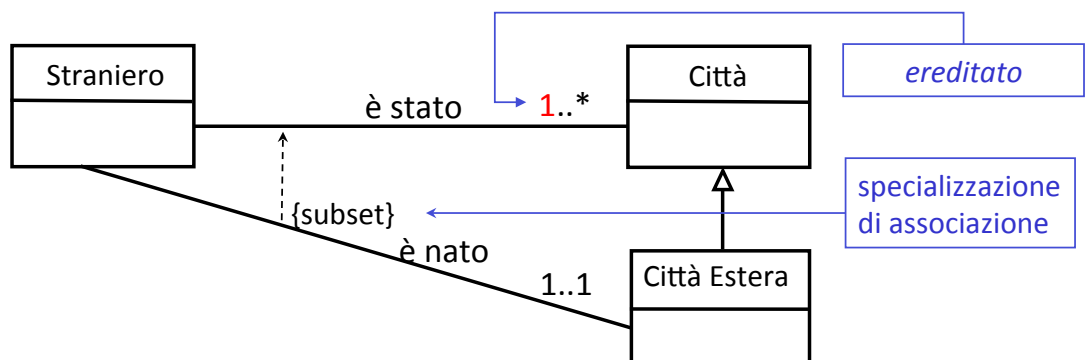 Straniero
Città
ereditato
è stato
1..*
{subset}
specializzazione
di associazione
è nato
1..1
Città Estera